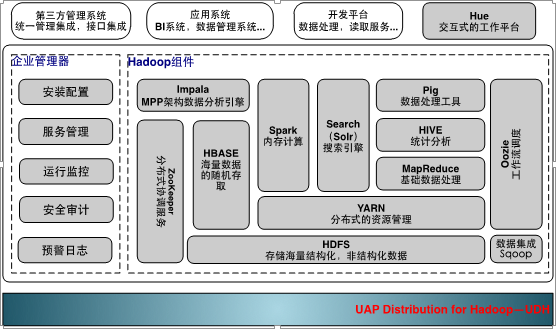 第三方管理系统
统一管理集成，接口集成
应用系统
BI系统，数据管理系统...
开发平台
数据处理，读取服务...
Hue
交互式的工作平台
企业管理器
安装配置
服务管理
运行监控
安全审计
预警日志
Hadoop组件
Impala
MPP架构数据分析引擎
ZooKeeper
分布式协调服务
HBASE
海量数据
的随机存
取
Spark
内存计算
Search
（Solr）
搜索引擎
Pig
数据处理工具
HIVE
统计分析
MapReduce
基础数据处理
Oozie
工作流调度
YARN
分布式的资源管理
HDFS
存储海量结构化，非结构化数据
数据集成
Sqoop
UAP Distribution for Hadoop—UDH